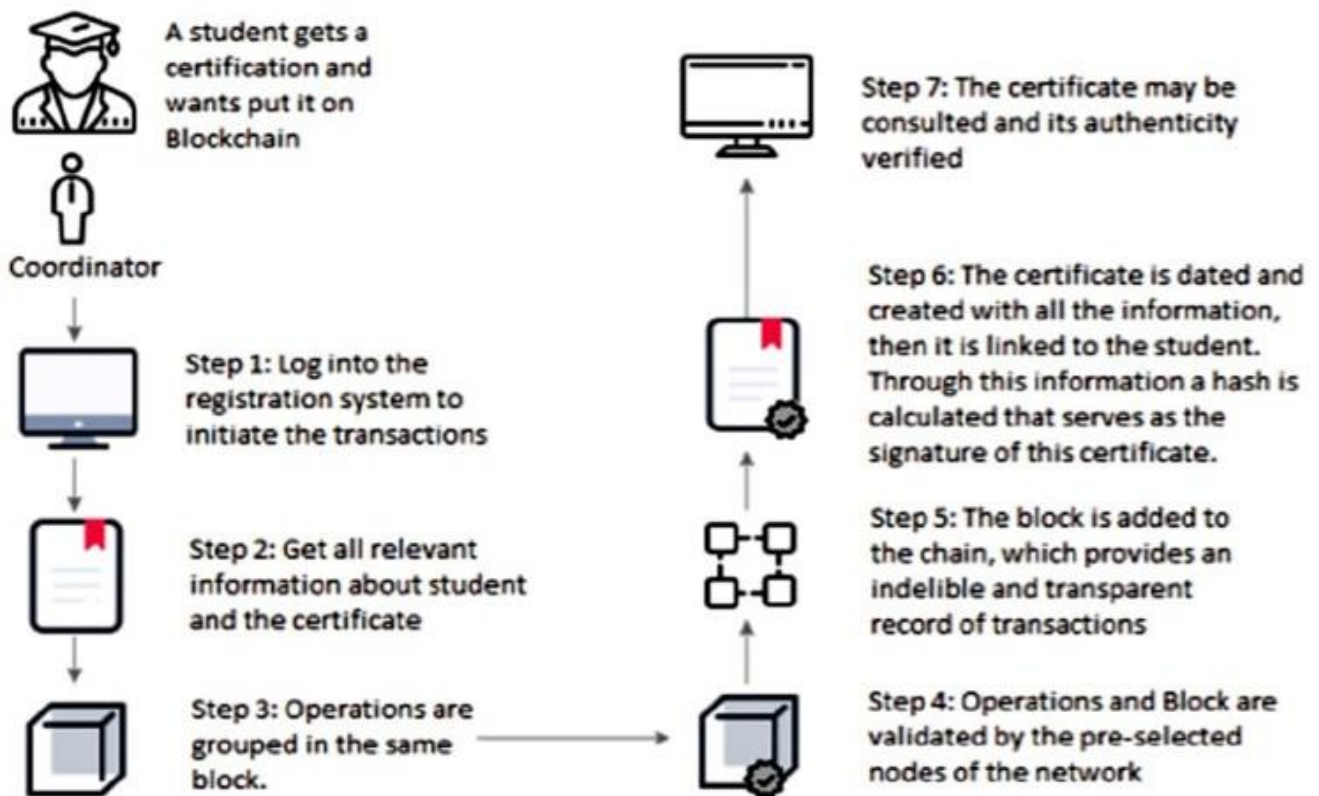 A student gets a
certification and
wants put it on
Blockchain
Coordinator
Step 1: Log into the
registration system to
initiate the transactions
Step 2: Get all relevant
information about student
and the certificate
Step 3: Operations are
grouped in the same
block.
Step 4: Operations and Block are
validated by the pre-selected
nodes of the network
Step 5: The block is added to
the chain, which provides an
indelible and transparent
record of transactions
Step 6: The certificate is dated and
created with all the information,
then it is linked to the student.
Through this information a hash is
calculated that serves as the
signature of this certificate.
Step 7: The certificate may be
consulted and its authenticity
verified